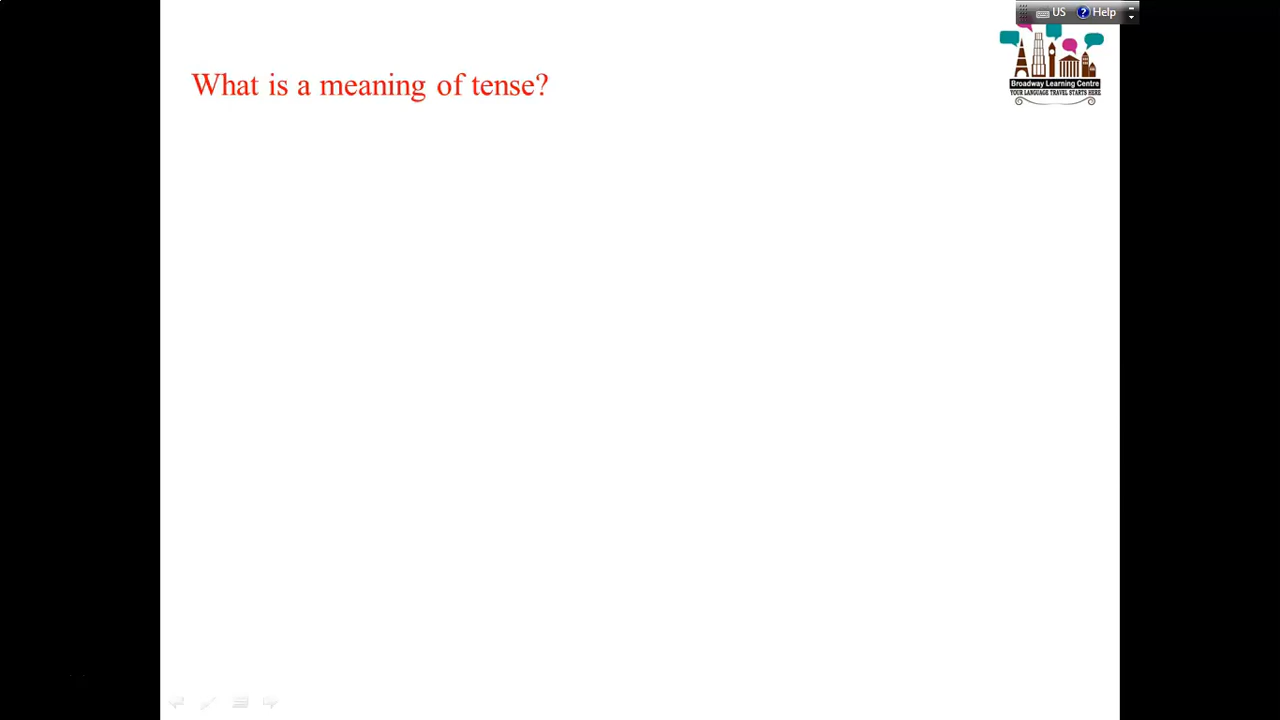 US Help
What is a meaning of tense?
Broadway Learning Centre
YOUR LANGUAGE TRAVEL STARTS HERE